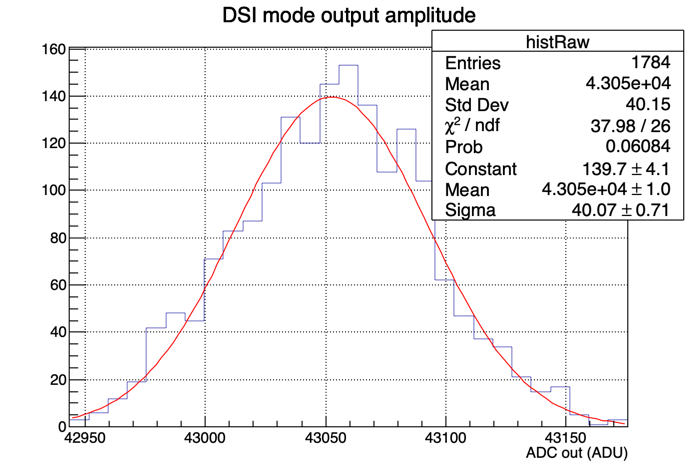 DSI mode output amplitude
histRaw
Entries 1784
Mean 4.305e+04
Std Dev 40.15
χ² / ndf 37.98 / 26
Prob 0.06084
Constant 139.7 ± 4.1
Mean 4.305e+04 ± 1.0
Sigma 40.07 ± 0.71
160
140
120
100
80
60
40
20
0
42950 43000 43050 43100 43150
ADC out (ADU)